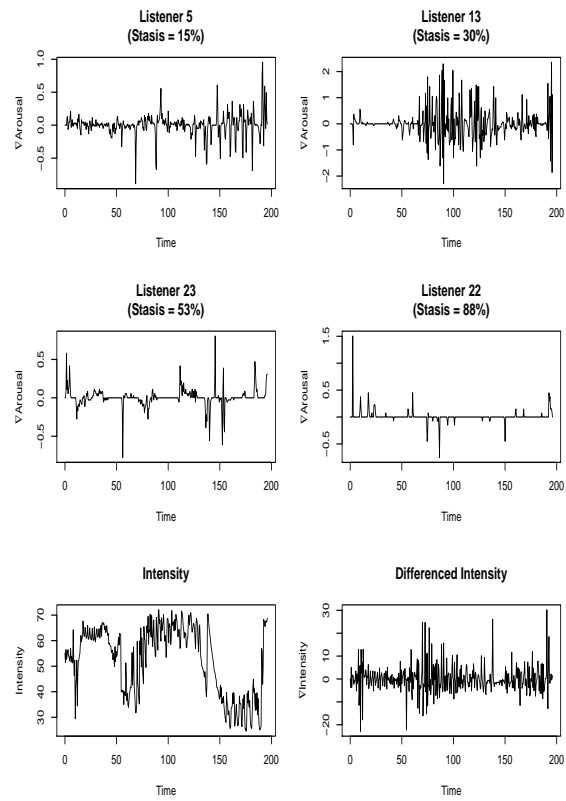 Listener 5
(Stasis = 15%)
∇Arousal
1.0
0.5
0.0
−0.5
0 50 100 150 200
Time
Listener 13
(Stasis = 30%)
∇Arousal
2
1
0
−1
−2
0 50 100 150 200
Time
Listener 23
(Stasis = 53%)
∇Arousal
0.5
0.0
−0.5
0 50 100 150 200
Time
Listener 22
(Stasis = 88%)
∇Arousal
1.5
0.5
−0.5
0 50 100 150 200
Time
Intensity
Intensity
70
60
50
40
30
0 50 100 150 200
Time
Differenced Intensity
∇Intensity
30
10
0
−20
0 50 100 150 200
Time